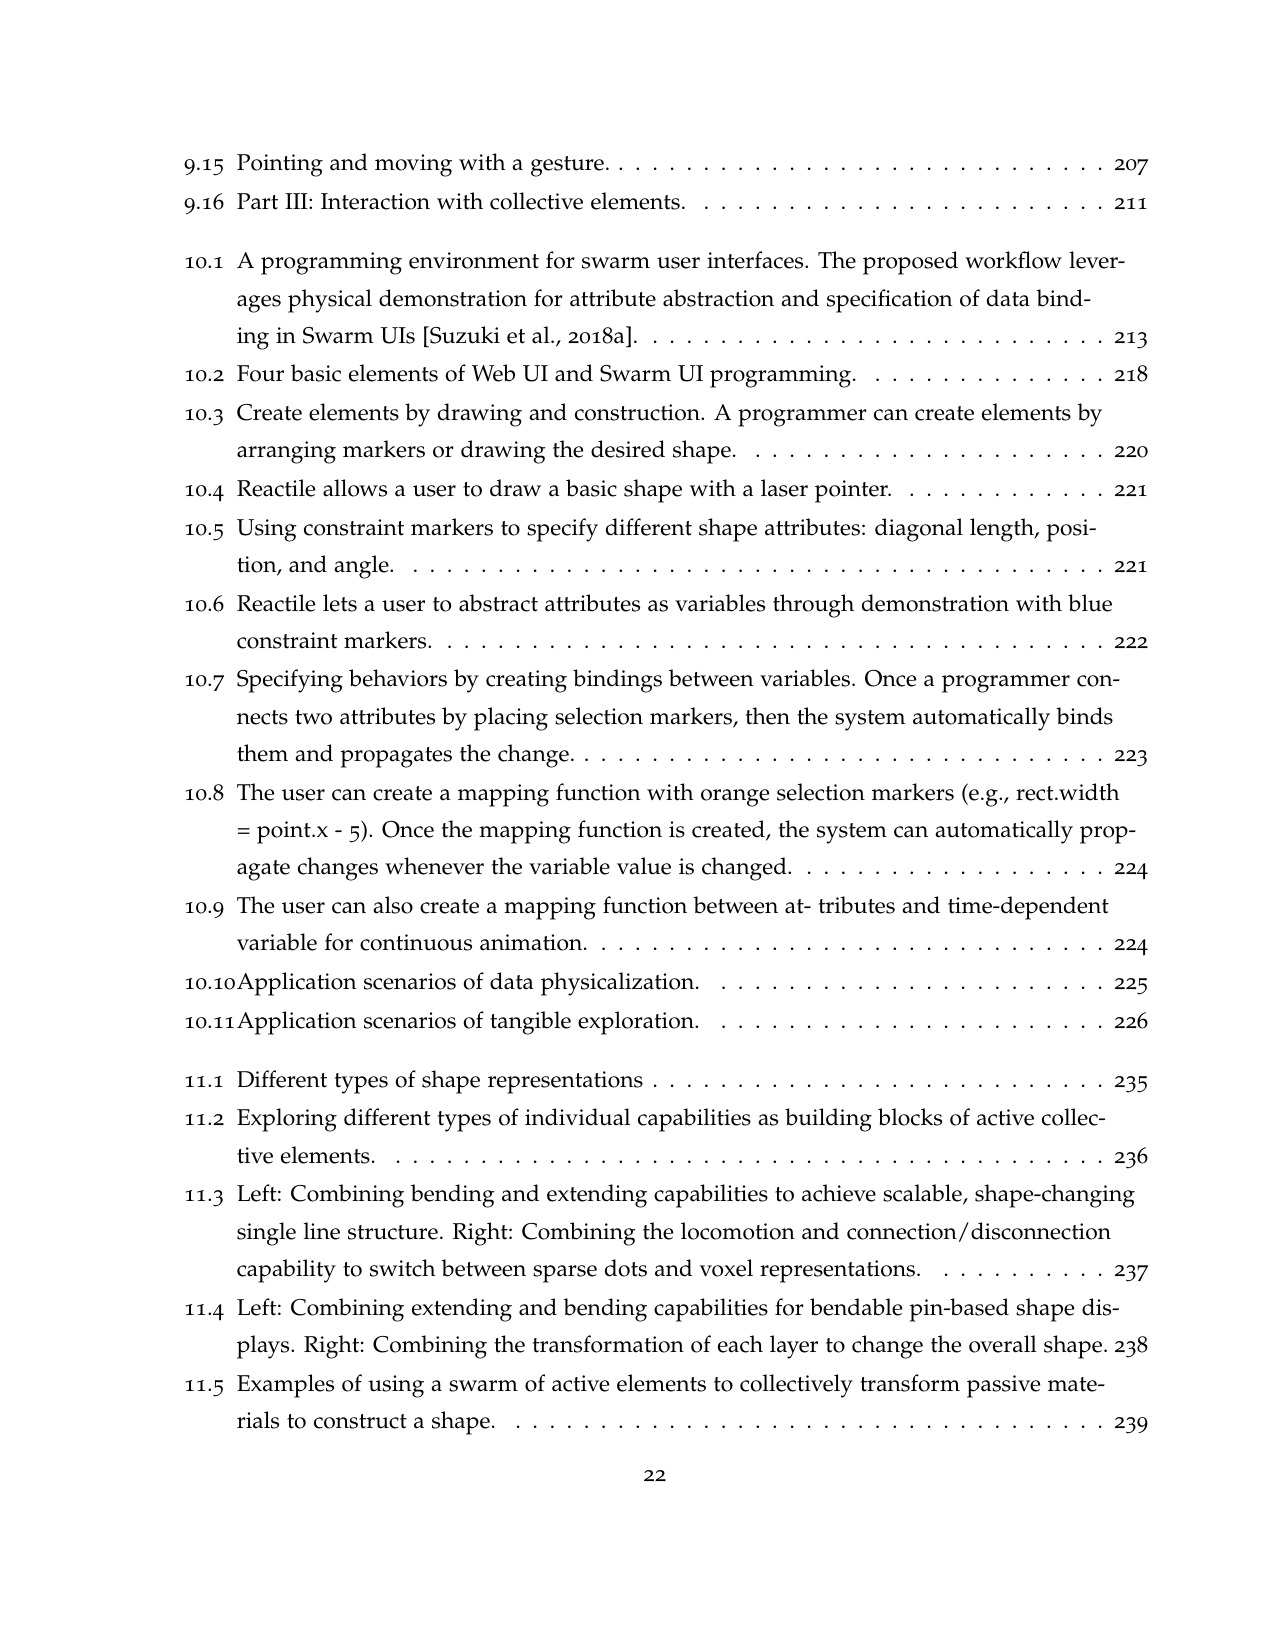 9.15 Pointing and moving with a gesture. . . . . . . . . . . . . . . . . . . . . . . . . . . . . . 207
9.16 Part III: Interaction with collective elements. . . . . . . . . . . . . . . . . . . . . . . . . 211
10.1 A programming environment for swarm user interfaces. The proposed workflow lever-
ages physical demonstration for attribute abstraction and specification of data bind-
ing in Swarm UIs [Suzuki et al., 2018a]. . . . . . . . . . . . . . . . . . . . . . . . . . . . 213
10.2 Four basic elements of Web UI and Swarm UI programming. . . . . . . . . . . . . . . 218
10.3 Create elements by drawing and construction. A programmer can create elements by
arranging markers or drawing the desired shape. . . . . . . . . . . . . . . . . . . . . . 220
10.4 Reactile allows a user to draw a basic shape with a laser pointer. . . . . . . . . . . . . 221
10.5 Using constraint markers to specify different shape attributes: diagonal length, posi-
tion, and angle. . . . . . . . . . . . . . . . . . . . . . . . . . . . . . . . . . . . . . . . . . 221
10.6 Reactile lets a user to abstract attributes as variables through demonstration with blue
constraint markers. . . . . . . . . . . . . . . . . . . . . . . . . . . . . . . . . . . . . . . . 222
10.7 Specifying behaviors by creating bindings between variables. Once a programmer con-
nects two attributes by placing selection markers, then the system automatically binds
them and propagates the change. . . . . . . . . . . . . . . . . . . . . . . . . . . . . . . . 223
10.8 The user can create a mapping function with orange selection markers (e.g., rect.width
= point.x - 5). Once the mapping function is created, the system can automatically prop-
agate changes whenever the variable value is changed. . . . . . . . . . . . . . . . . . . 224
10.9 The user can also create a mapping function between at- tributes and time-dependent
variable for continuous animation. . . . . . . . . . . . . . . . . . . . . . . . . . . . . . . 224
10.10Application scenarios of data physicalization. . . . . . . . . . . . . . . . . . . . . . . . 225
10.11Application scenarios of tangible exploration. . . . . . . . . . . . . . . . . . . . . . . . 226
11.1 Different types of shape representations . . . . . . . . . . . . . . . . . . . . . . . . . . . 235
11.2 Exploring different types of individual capabilities as building blocks of active collec-
tive elements. . . . . . . . . . . . . . . . . . . . . . . . . . . . . . . . . . . . . . . . . . . 236
11.3 Left: Combining bending and extending capabilities to achieve scalable, shape-changing
single line structure. Right: Combining the locomotion and connection/disconnection
capability to switch between sparse dots and voxel representations. . . . . . . . . . . 237
11.4 Left: Combining extending and bending capabilities for bendable pin-based shape dis-
plays. Right: Combining the transformation of each layer to change the overall shape. 238
11.5 Examples of using a swarm of active elements to collectively transform passive mate-
rials to construct a shape. . . . . . . . . . . . . . . . . . . . . . . . . . . . . . . . . . . . 239
22